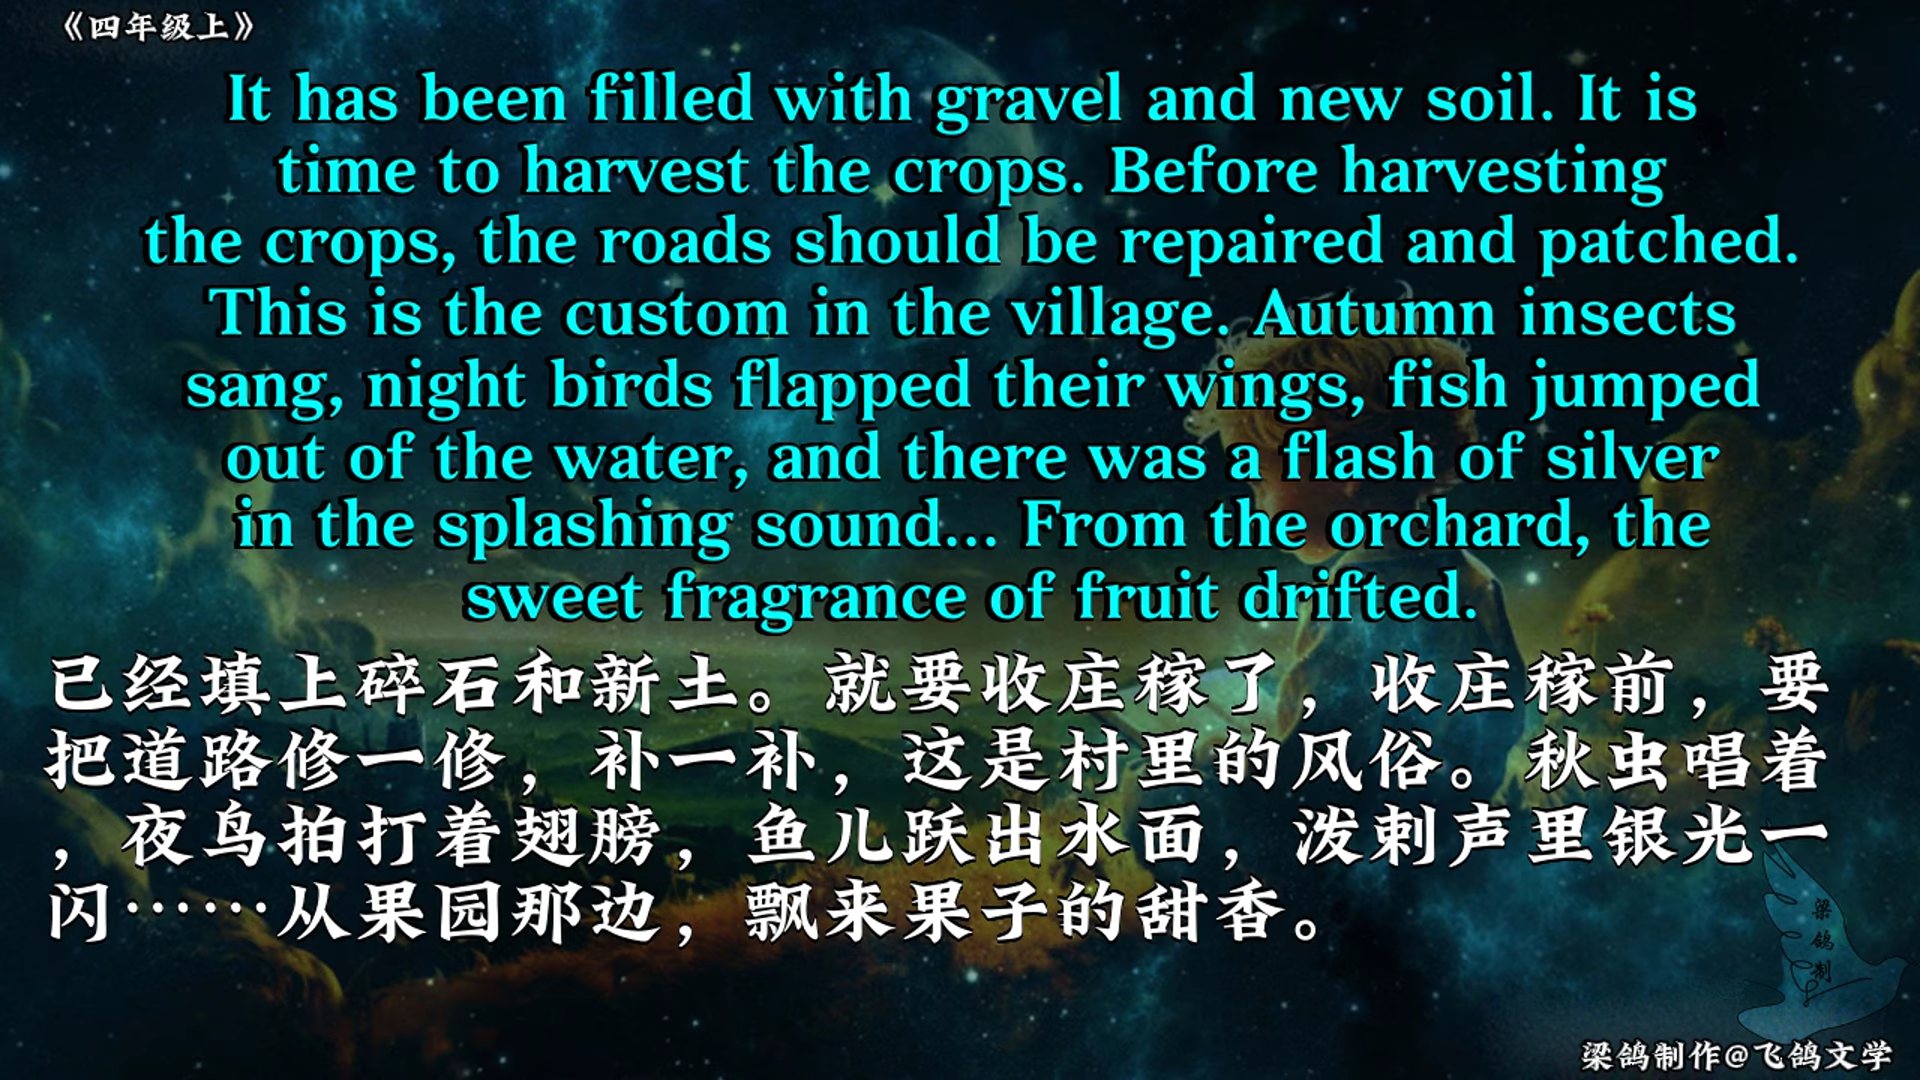 《四年级上》
It has been filled with gravel and new soil. It is
time to harvest the crops. Before harvesting
the crops, the roads should be repaired and patched.
This is the custom in the village. Autumn insects
sang, night birds flapped their wings, fish jumped
out of the water, and there was a flash of silver
in the splashing sound... From the orchard, the
sweet fragrance of fruit drifted.
已经填上碎石和新土。就要收庄稼了，收庄稼前，要
把道路修一修，补一补，这是村里的风俗。秋虫唱着
，夜鸟拍打着翅膀，鱼儿跃出水面，泼剌声里银光一
闪……从果园那边，飘来果子的甜香。
梁
鸽
制
梁鸽制作@飞鸽文学